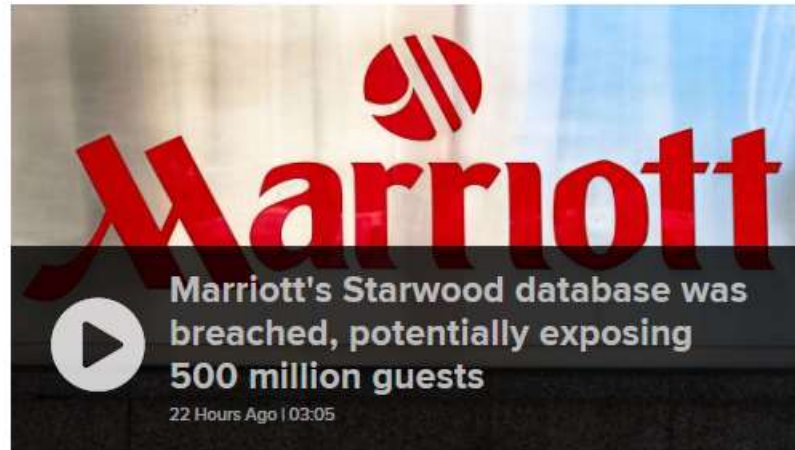 Marriott
Marriott's Starwood database was
breached, potentially exposing
500 million guests
22 Hours Ago | 03:05